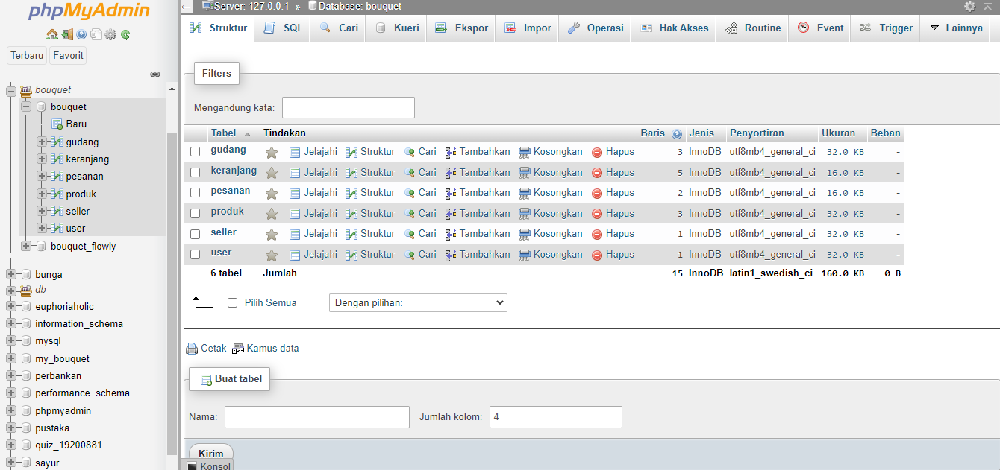 phpMyAdmin
Terbaru Favorit
bouquet
bouquet
Baru
gudang
keranjang
pesanan
produk
seller
user
bouquet_flowly
bunga
db
euphoriaholic
information_schema
mysql
my_bouquet
perbankan
performance_schema
phpmyadmin
pustaka
quiz_19200881
sayur
Server: 127.0.0.1 » Database: bouquet
Struktur SQL Cari Kueri Ekspor Impor Operasi Hak Akses Routine Event Trigger Lainnya
Filters
Mengandung kata:
Tabel Tindakan Baris Jenis Penyortiran Ukuran Beban
gudang Jelajahi Struktur Cari Tambahkan Kosongkan Hapus 3 InnoDB utf8mb4_general_ci 32.0 KB -
keranjang Jelajahi Struktur Cari Tambahkan Kosongkan Hapus 5 InnoDB utf8mb4_general_ci 16.0 KB -
pesanan Jelajahi Struktur Cari Tambahkan Kosongkan Hapus 2 InnoDB utf8mb4_general_ci 16.0 KB -
produk Jelajahi Struktur Cari Tambahkan Kosongkan Hapus 3 InnoDB utf8mb4_general_ci 32.0 KB -
seller Jelajahi Struktur Cari Tambahkan Kosongkan Hapus 1 InnoDB utf8mb4_general_ci 32.0 KB -
user Jelajahi Struktur Cari Tambahkan Kosongkan Hapus 1 InnoDB utf8mb4_general_ci 32.0 KB -
6 tabel Jumlah 15 InnoDB latin1_swedish_ci 160.0 KB 0 B
Pilih Semua Dengan pilihan:
Cetak Kamus data
Buat tabel
Nama: Jumlah kolom: 4
Kirim
Konsol